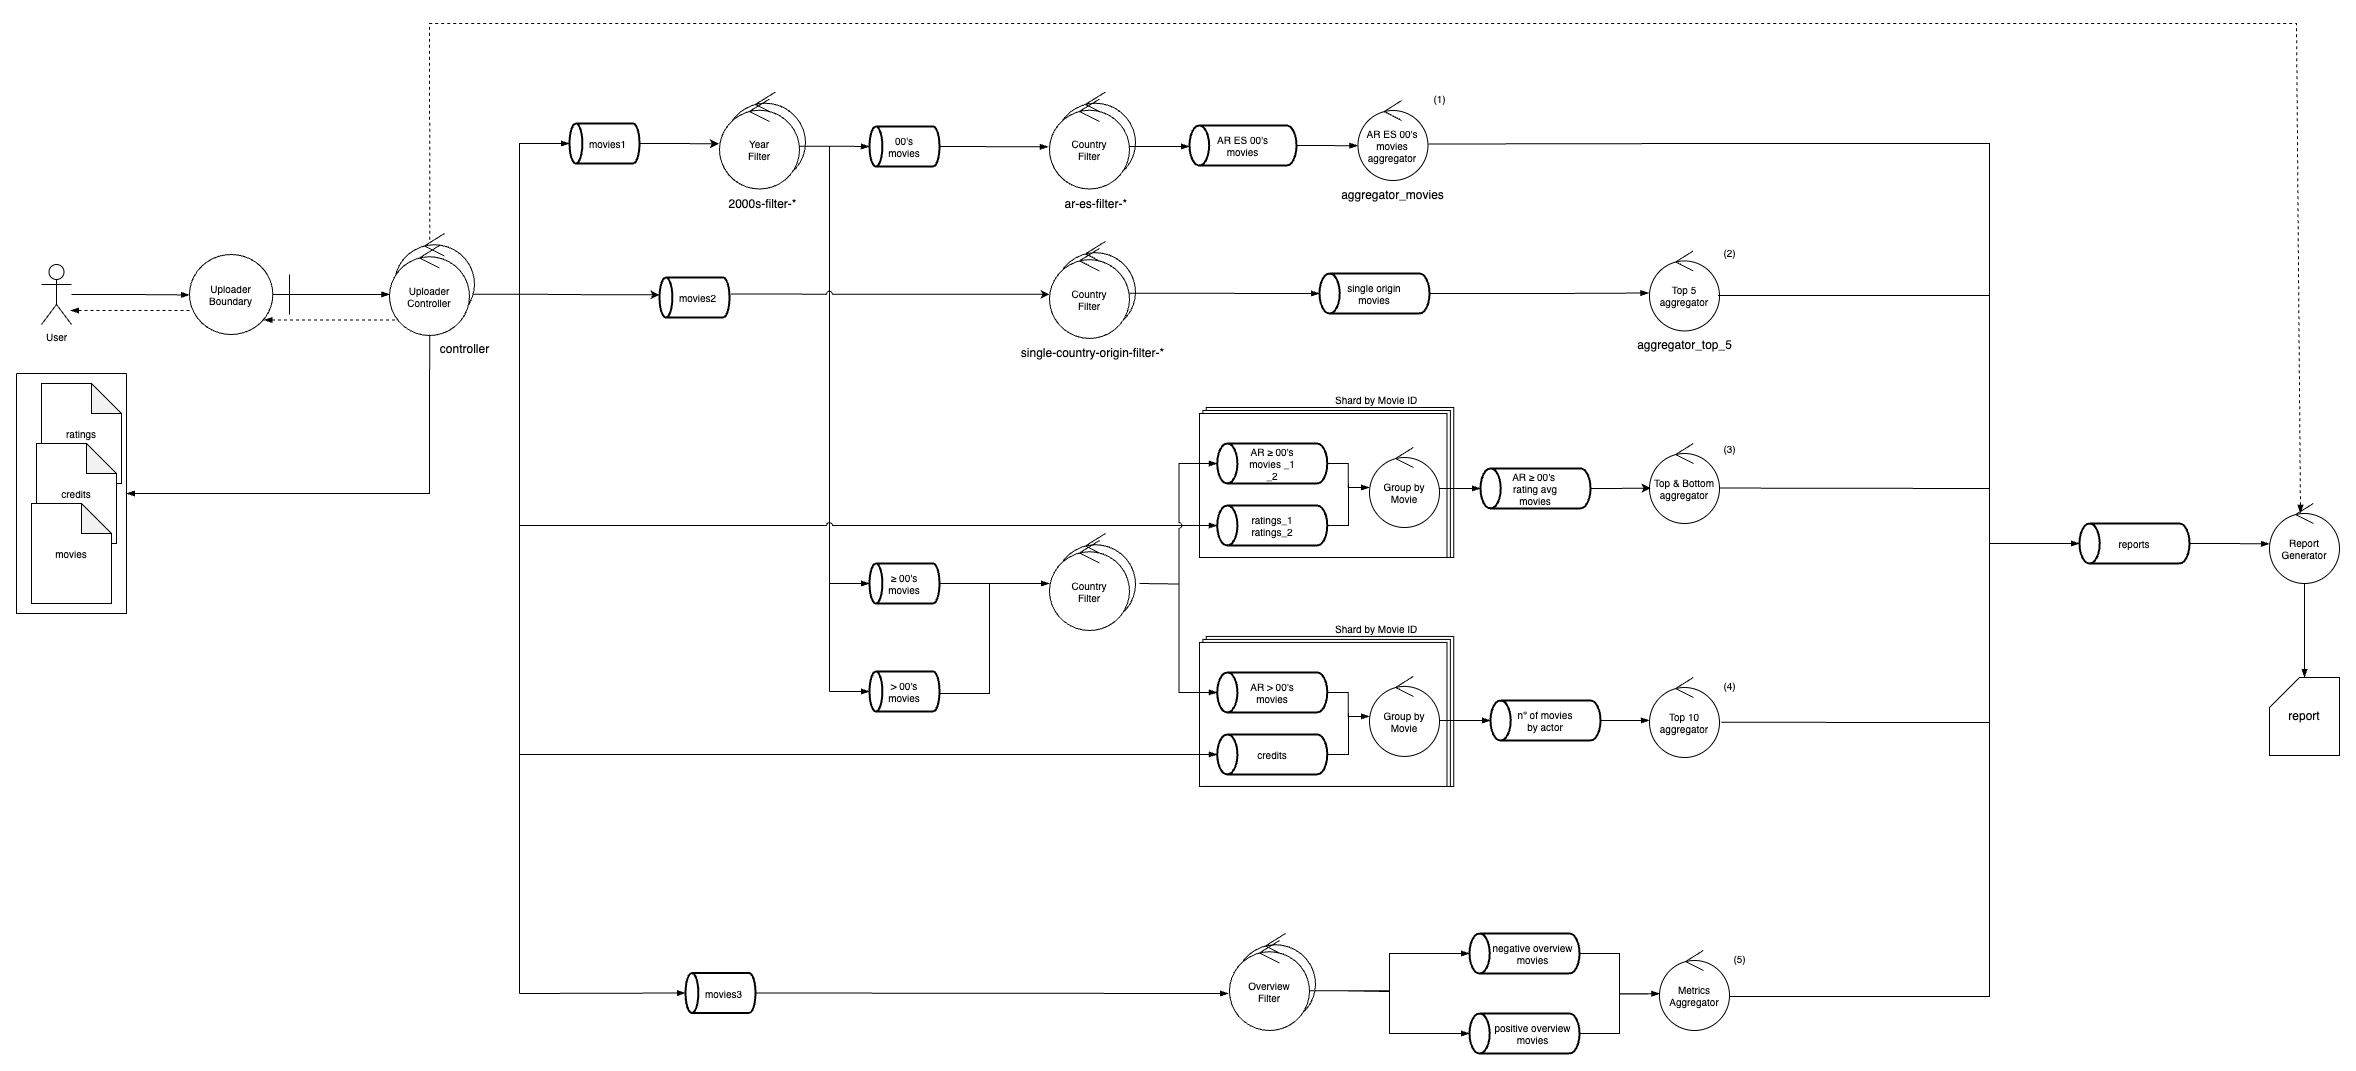 (1)
movies1
Year
Filter
2000s-filter-*
00's
movies
Country
Filter
ar-es-filter-*
AR ES 00's
movies
AR ES 00's
movies
aggregator
aggregator_movies
User
Uploader
Boundary
Uploader
Controller
controller
movies2
Country
Filter
single-country-origin-filter-*
single origin
movies
(2)
Top 5
aggregator
aggregator_top_5
ratings
credits
movies
Shard by Movie ID
AR ≥ 00's
movies _1
_2
ratings_1
ratings_2
Group by
Movie
AR ≥ 00's
rating avg
movies
(3)
Top & Bottom
aggregator
≥ 00's
movies
> 00's
movies
Country
Filter
Shard by Movie ID
AR > 00's
movies
credits
Group by
Movie
n° of movies
by actor
(4)
Top 10
aggregator
reports
Report
Generator
report
movies3
Overview
Filter
negative overview
movies
positive overview
movies
(5)
Metrics
Aggregator